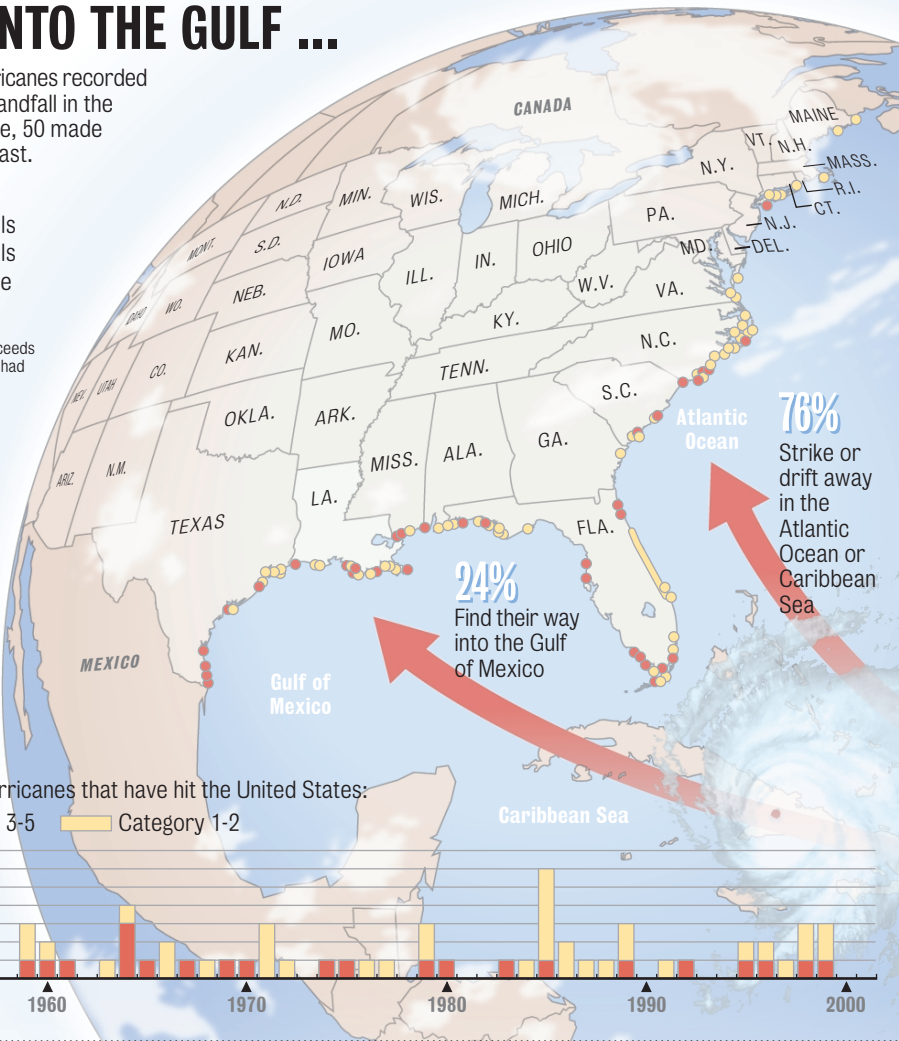 NTO THE GULF ...
ricanes recorded
andfall in the
e, 50 made
ast.
ls
ls
e
ceeds
had
CANADA
MAINE
VT.
N.H.
MASS.
N.Y.
R.I.
CT.
N.J.
DEL.
MD.
PA.
MICH.
WIS.
MIN.
N.D.
MONT.
S.D.
IOWA
ILL.
IN.
OHIO
W.V.
VA.
IDAHO
WO.
NEB.
MO.
KY.
N.C.
NEV.
UTAH
CO.
KAN.
TENN.
S.C.
OKLA.
ARK.
MISS.
ALA.
GA.
ARIZ.
N.M.
TEXAS
LA.
FLA.
MEXICO
Atlantic
Ocean
76%
Strike or
drift away
in the
Atlantic
Ocean or
Caribbean
Sea
24%
Find their way
into the Gulf
of Mexico
Gulf of
Mexico
Caribbean Sea
rricanes that have hit the United States:
3-5 Category 1-2
1960 1970 1980 1990 2000